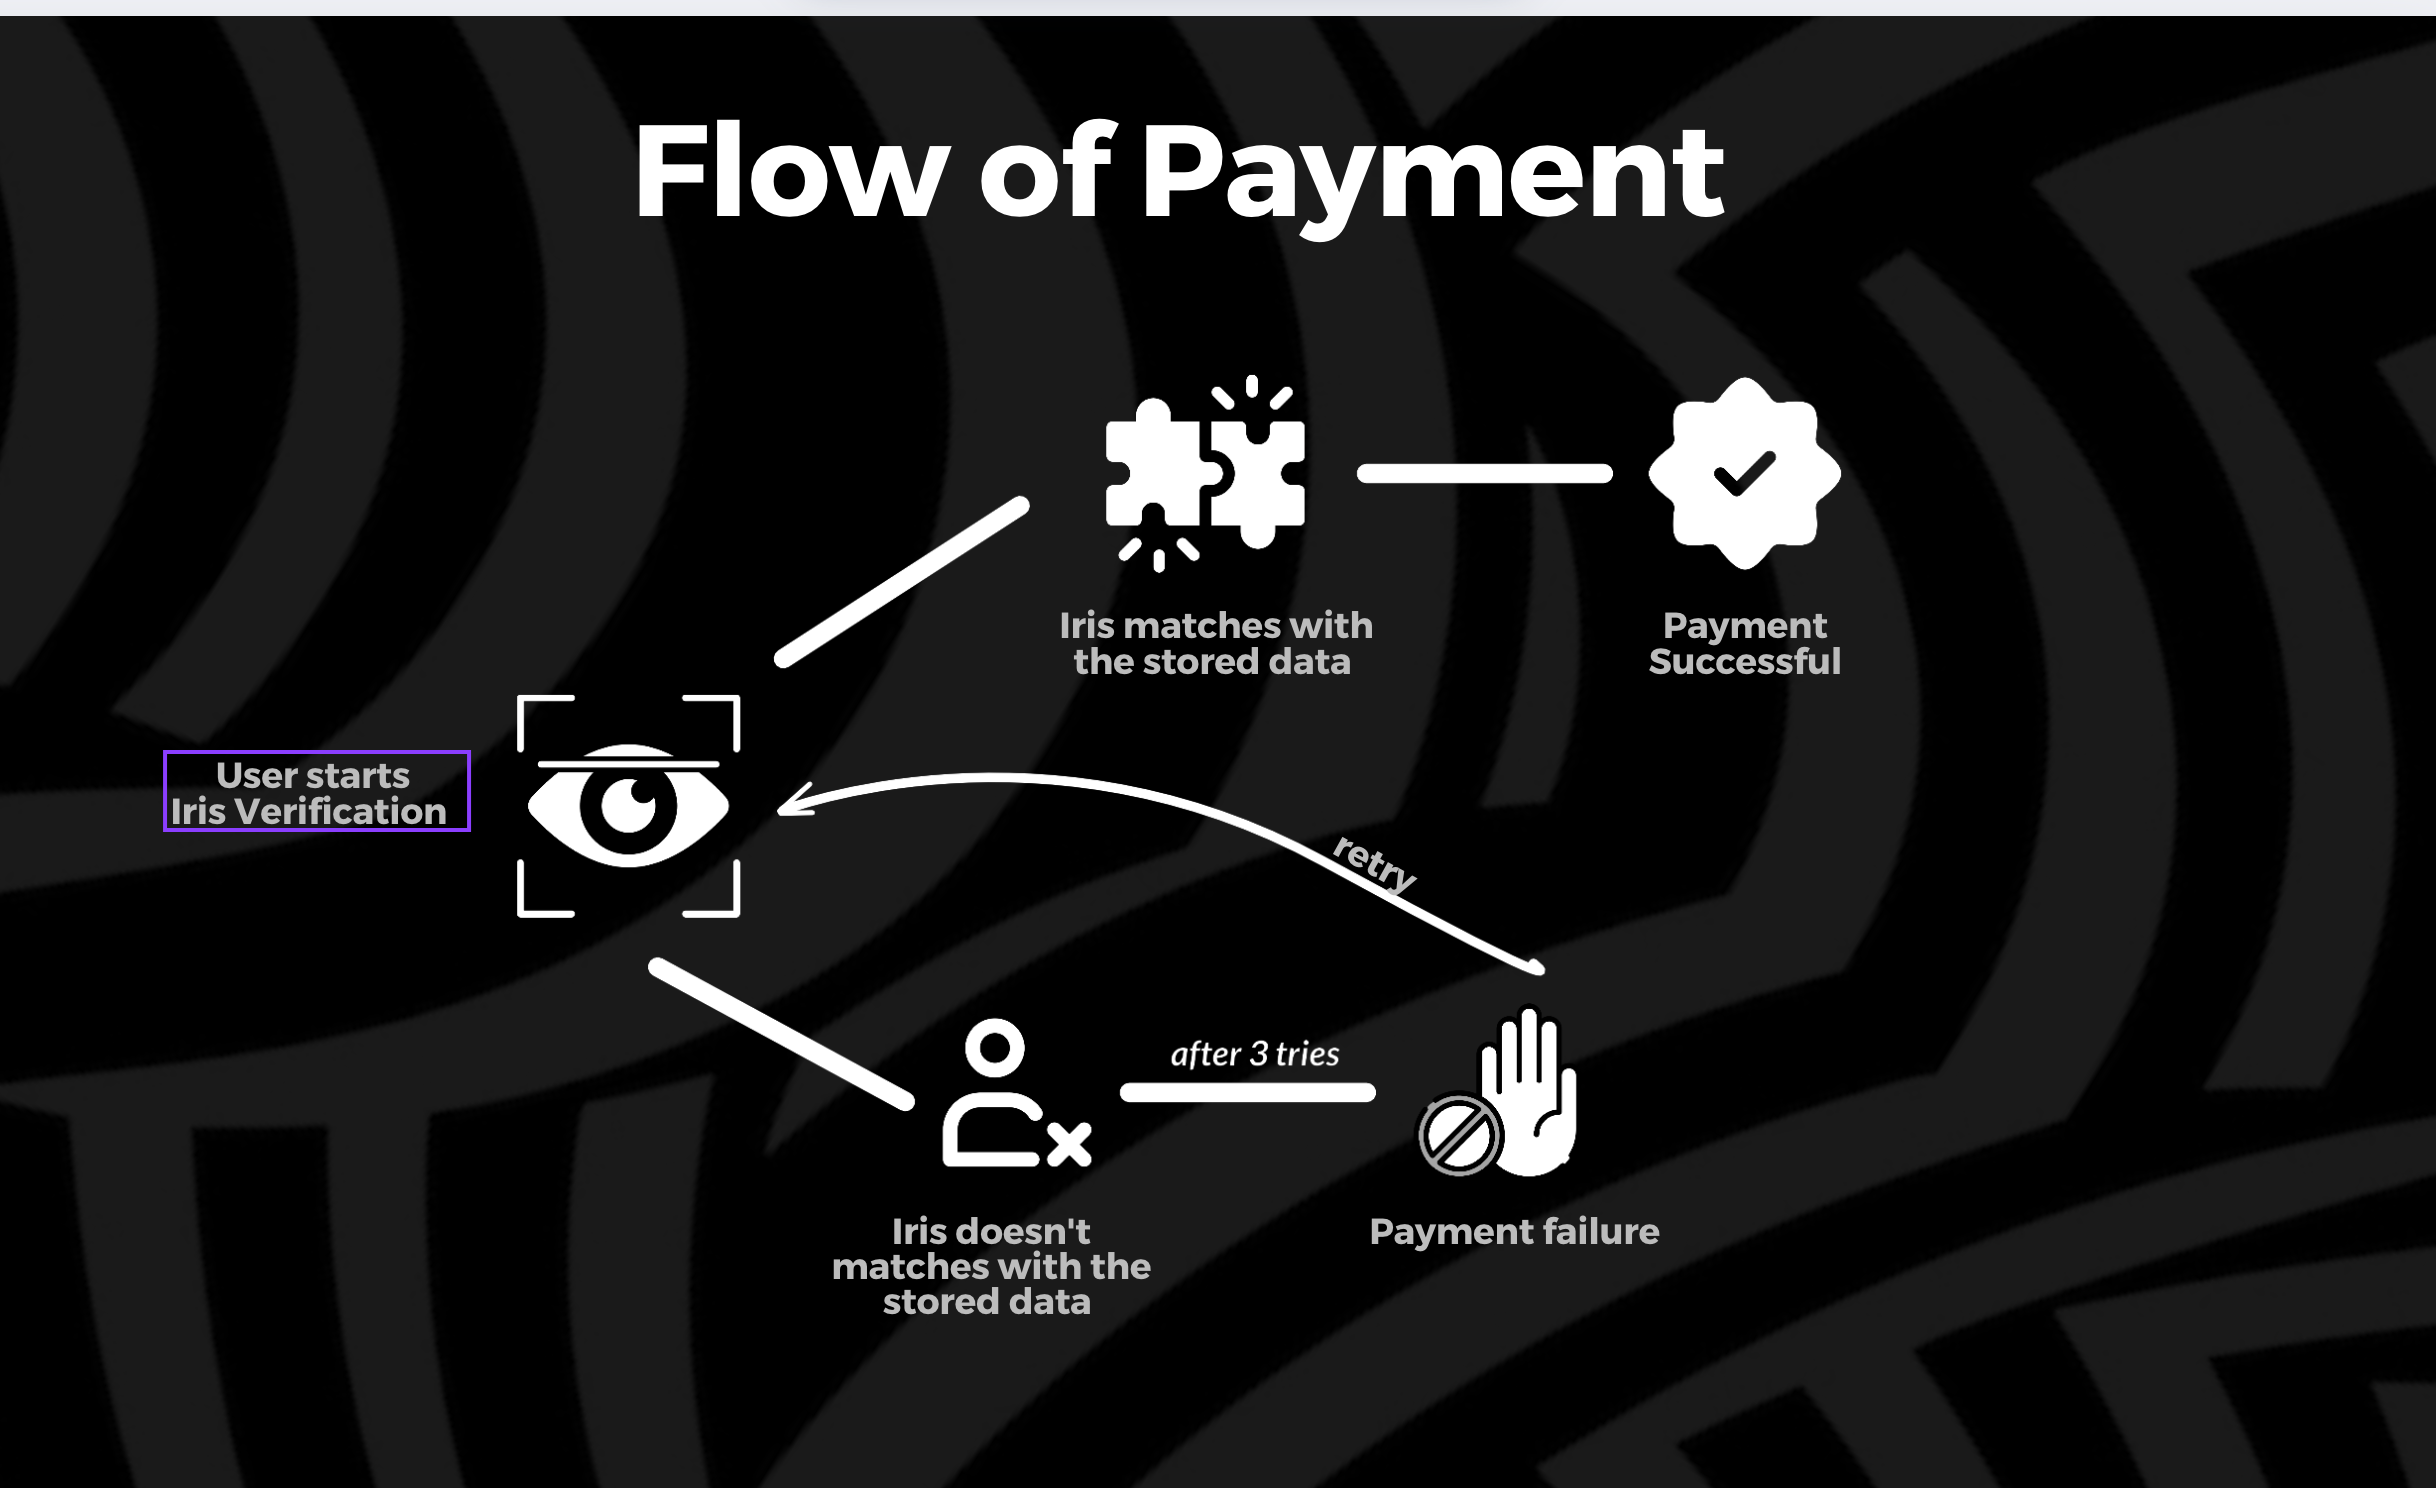 Flow of Payment
Iris matches with
the stored data
Payment
Successful
User starts
Iris Verification
retry
after 3 tries
Iris doesn't
matches with the
stored data
Payment failure